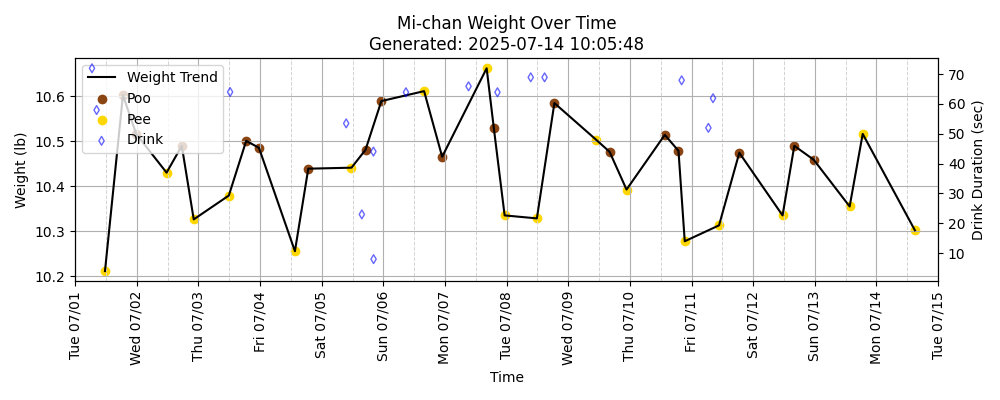 Mi-chan Weight Over Time
Generated: 2025-07-14 10:05:48
Weight (lb)
10.6
10.5
10.4
10.3
10.2
Weight Trend
Poo
Pee
Drink
70
60
50
40
30
20
10
Drink Duration (sec)
Tue 07/01
Wed 07/02
Thu 07/03
Fri 07/04
Sat 07/05
Sun 07/06
Mon 07/07
Tue 07/08
Wed 07/09
Thu 07/10
Fri 07/11
Sat 07/12
Sun 07/13
Mon 07/14
Tue 07/15
Time